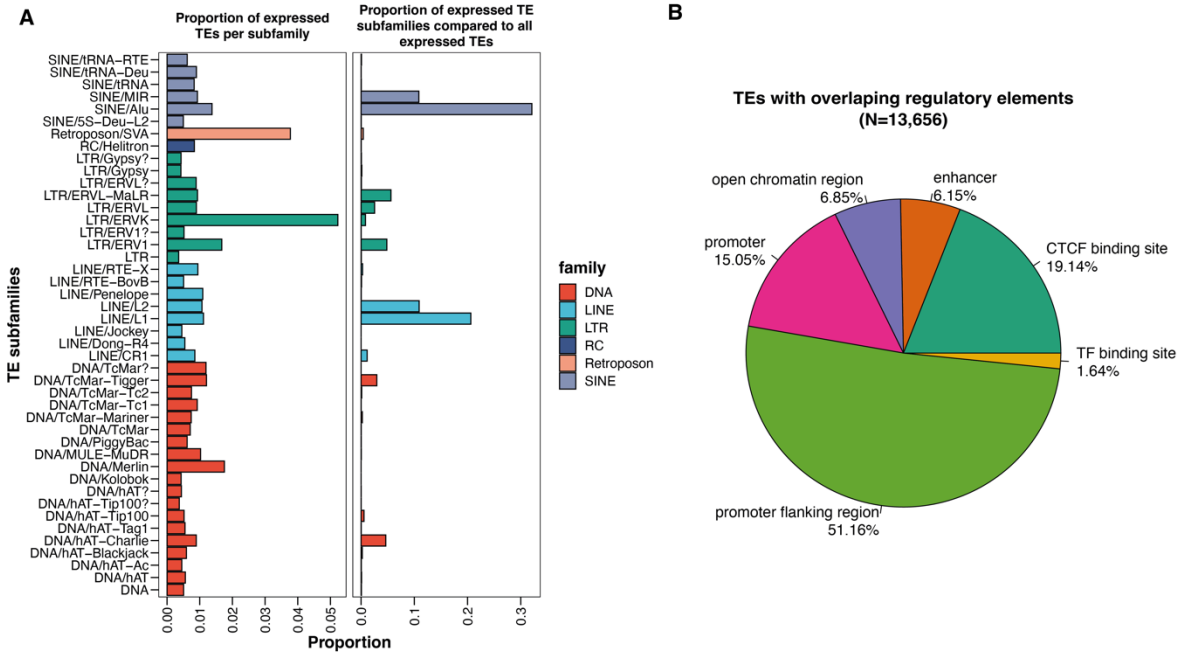 A
Proportion of expressed
TEs per subfamily
Proportion of expressed TE
subfamilies compared to all
expressed TEs
TE subfamilies
SINE/tRNA−RTE
SINE/tRNA−Deu
SINE/tRNA
SINE/MIR
SINE/Alu
SINE/5S−Deu−L2
Retroposon/SVA
RC/Helitron
LTR/Gypsy?
LTR/Gypsy
LTR/ERVL?
LTR/ERVL−MaLR
LTR/ERVL
LTR/ERVK
LTR/ERV1?
LTR/ERV1
LTR
LINE/RTE−X
LINE/RTE−BovB
LINE/Penelope
LINE/L2
LINE/L1
LINE/Jockey
LINE/Dong−R4
LINE/CR1
DNA/TcMar?
DNA/TcMar−Tigger
DNA/TcMar−Tc2
DNA/TcMar−Tc1
DNA/TcMar−Mariner
DNA/TcMar
DNA/PiggyBac
DNA/MULE−MuDR
DNA/Merlin
DNA/Kolobok
DNA/hAT?
DNA/hAT−Tip100?
DNA/hAT−Tip100
DNA/hAT−Tag1
DNA/hAT−Charlie
DNA/hAT−Blackjack
DNA/hAT−Ac
DNA/hAT
DNA
0.00 0.01 0.02 0.03 0.04 0.05
0.0 0.1 0.2 0.3
Proportion
family
DNA
LINE
LTR
RC
Retroposon
SINE
B
TEs with overlaping regulatory elements
(N=13,656)
open chromatin region
6.85%
enhancer
6.15%
promoter
15.05%
CTCF binding site
19.14%
TF binding site
1.64%
promoter flanking region
51.16%